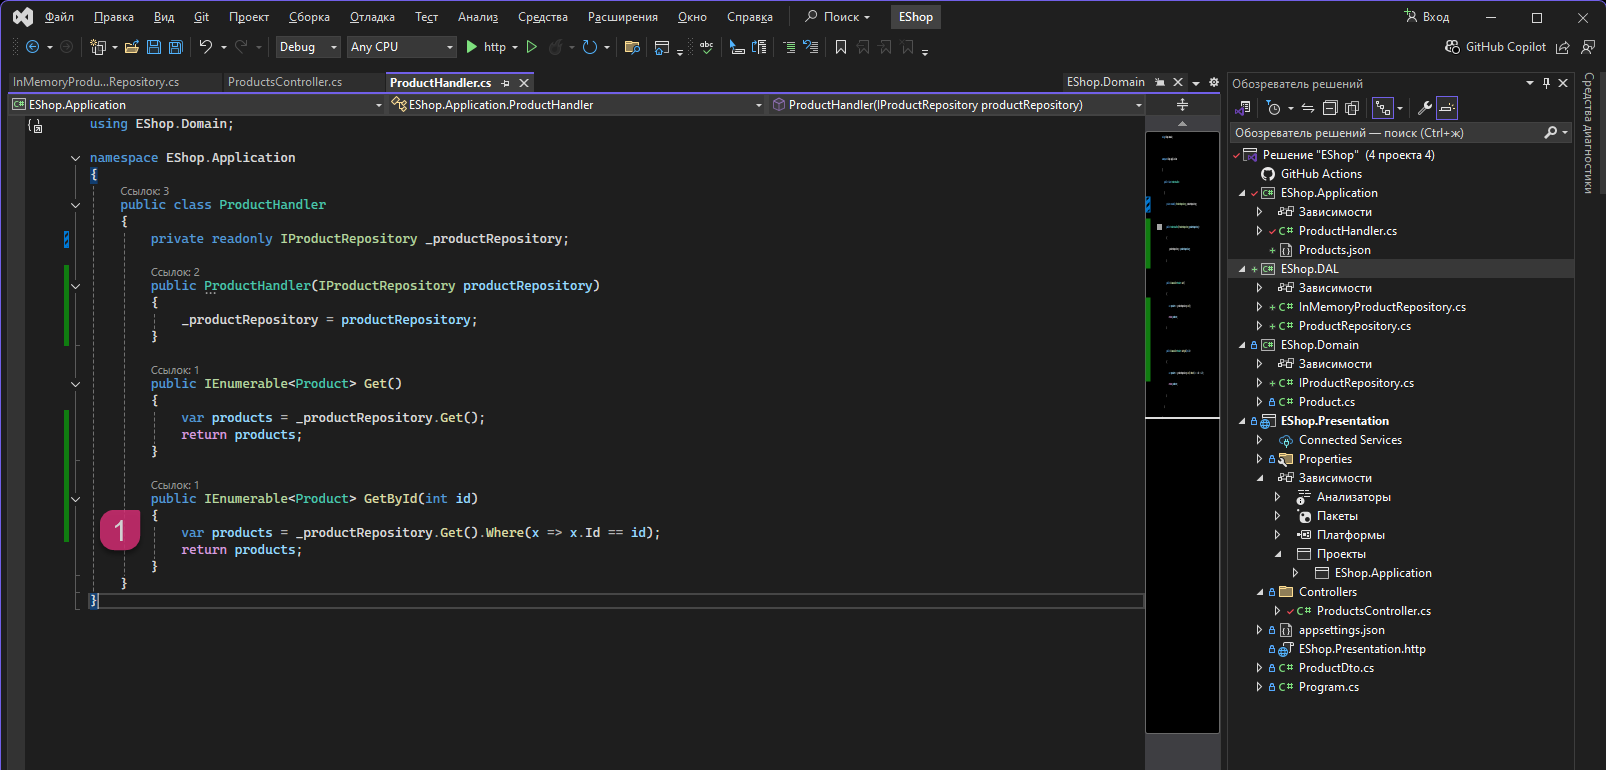 Файл Правка Вид Git Проект Сборка Отладка Тест Анализ Средства Расширения Окно Справка Поиск EShop Вход
Debug Any CPU http GitHub Copilot
InMemoryProdu...Repository.cs ProductsController.cs ProductHandler.cs EShop.Domain
EShop.Application EShop.Application.ProductHandler ProductHandler(IProductRepository productRepository)
using EShop.Domain;
namespace EShop.Application
{
Ссылок: 3
public class ProductHandler
{
private readonly IProductRepository _productRepository;
Ссылок: 2
public ProductHandler(IProductRepository productRepository)
{
_productRepository = productRepository;
}
Ссылок: 1
public IEnumerable<Product> Get()
{
var products = _productRepository.Get();
return products;
}
Ссылок: 1
public IEnumerable<Product> GetById(int id)
{
1
var products = _productRepository.Get().Where(x => x.Id == id);
return products;
}
}
}
Обозреватель решений
Обозреватель решений — поиск (Ctrl+ж)
Решение "EShop" (4 проекта 4)
GitHub Actions
EShop.Application
Зависимости
ProductHandler.cs
Products.json
EShop.DAL
Зависимости
InMemoryProductRepository.cs
ProductRepository.cs
EShop.Domain
Зависимости
IProductRepository.cs
Product.cs
EShop.Presentation
Connected Services
Properties
Зависимости
Анализаторы
Пакеты
Платформы
Проекты
EShop.Application
Controllers
ProductsController.cs
appsettings.json
EShop.Presentation.http
ProductDto.cs
Program.cs
Средства диагностики